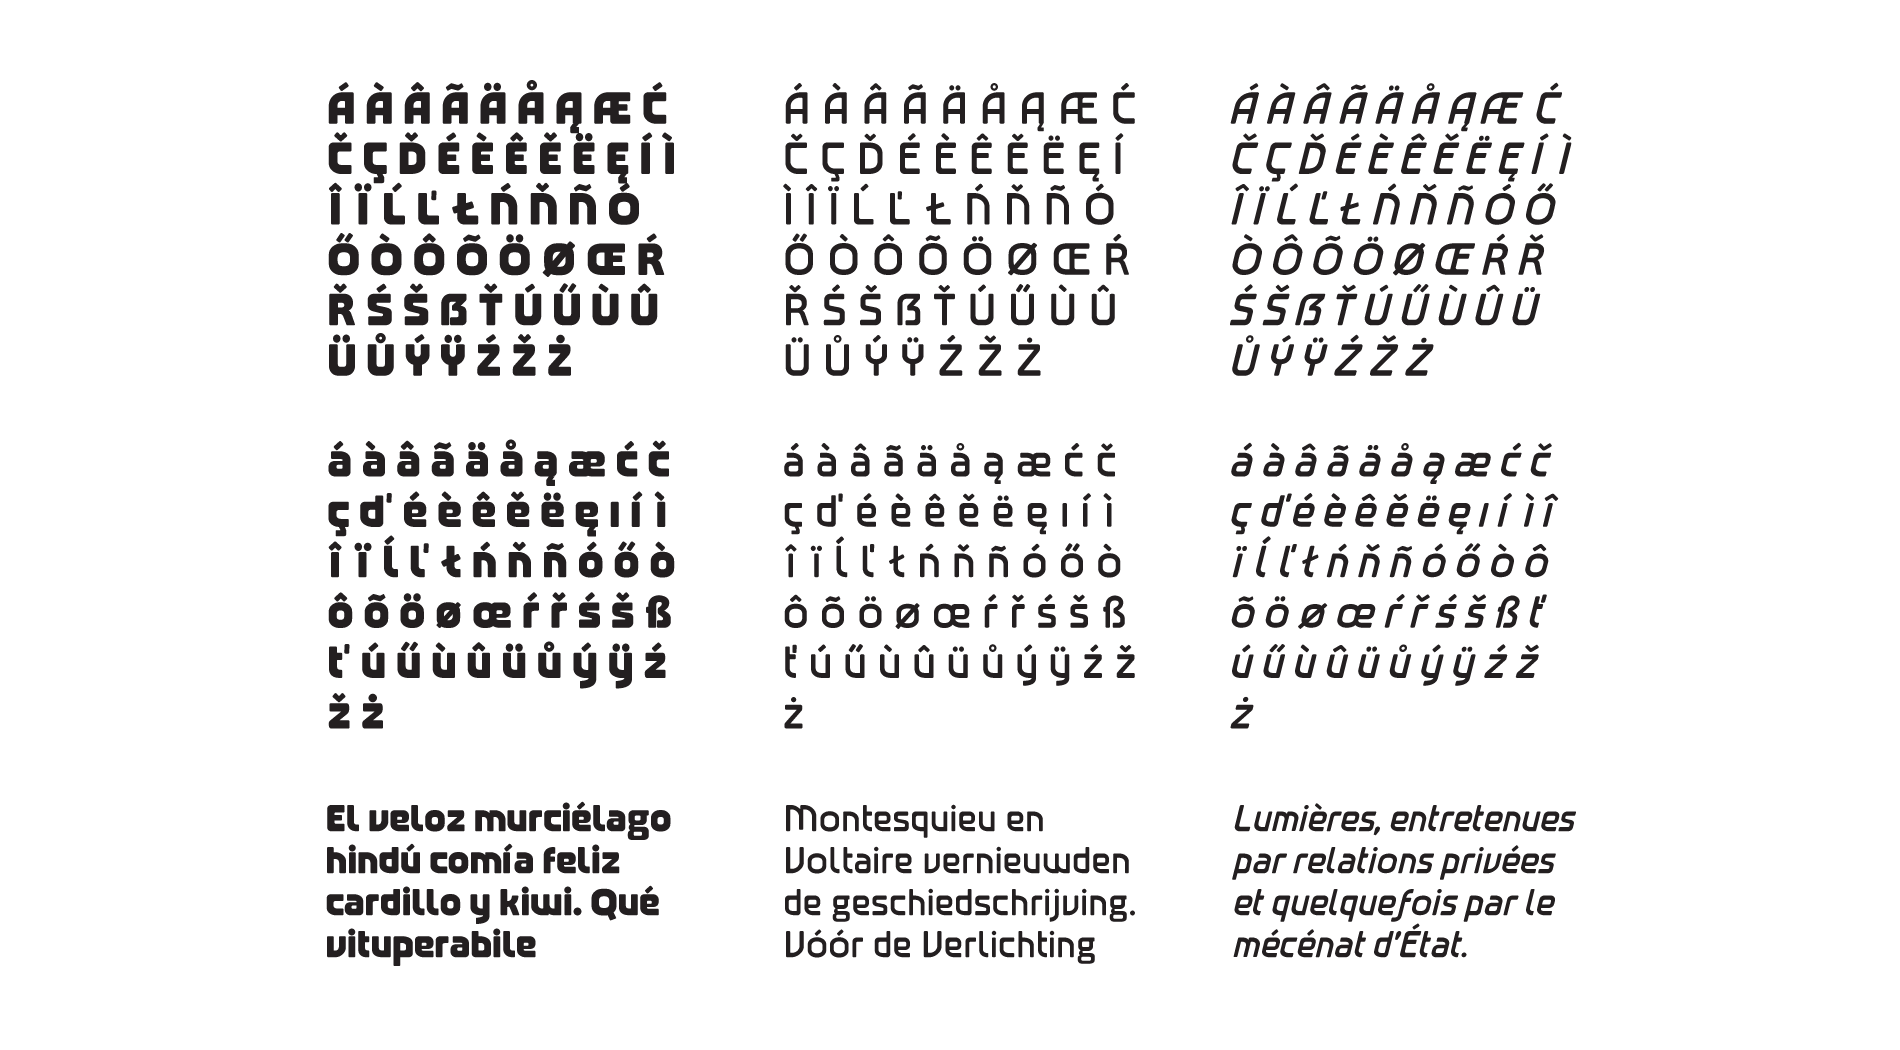 Á À Â Ã Ä Å Ą Æ Ć
Č Ç Ď É È Ê Ě Ë Ę Í Ì
Î Ï Ĺ Ľ Ł Ń Ň Ñ Ó
Ő Ò Ô Õ Ö Ø Œ Ŕ
Ř Ś Š ẞ Ť Ú Ű Ù Û
Ü Ů Ý Ÿ Ź Ž Ż
á à â ã ä å ą æ ć č
ç ď é è ê ě ë ę ı í ì
î ï ĺ ľ ł ń ň ñ ó ő ò
ô õ ö ø œ ŕ ř ś š ß
ť ú ű ù û ü ů ý ÿ ź
ž ż
El veloz murciélago
hindú comía feliz
cardillo y kiwi. Qué
vituperabile
Á À Â Ã Ä Å Ą Æ Ć
Č Ç Ď É È Ê Ě Ë Ę Í
Ì Î Ï Ĺ Ľ Ł Ń Ň Ñ Ó
Ő Ò Ô Õ Ö Ø Œ Ŕ
Ř Ś Š ẞ Ť Ú Ű Ù Û
Ü Ů Ý Ÿ Ź Ž Ż
á à â ã ä å ą æ ć č
ç ď é è ê ě ë ę ı í ì
î ï ĺ ľ ł ń ň ñ ó ő ò
ô õ ö ø œ ŕ ř ś š ß
ť ú ű ù û ü ů ý ÿ ź ž
ż
Montesquieu en
Voltaire vernieuwden
de geschiedschrijving.
Vóór de Verlichting
Á À Â Ã Ä Å Ą Æ Ć
Č Ç Ď É È Ê Ě Ë Ę Í Ì
Î Ï Ĺ Ľ Ł Ń Ň Ñ Ó Ő
Ò Ô Õ Ö Ø Œ Ŕ Ř
Ś Š ẞ Ť Ú Ű Ù Û Ü
Ů Ý Ÿ Ź Ž Ż
á à â ã ä å ą æ ć č
ç ď é è ê ě ë ę ı í ì î
ï ĺ ľ ł ń ň ñ ó ő ò ô
õ ö ø œ ŕ ř ś š ß ť
ú ű ù û ü ů ý ÿ ź ž
ż
Lumières, entretenues
par relations privées
et quelquefois par le
mécénat d’État.